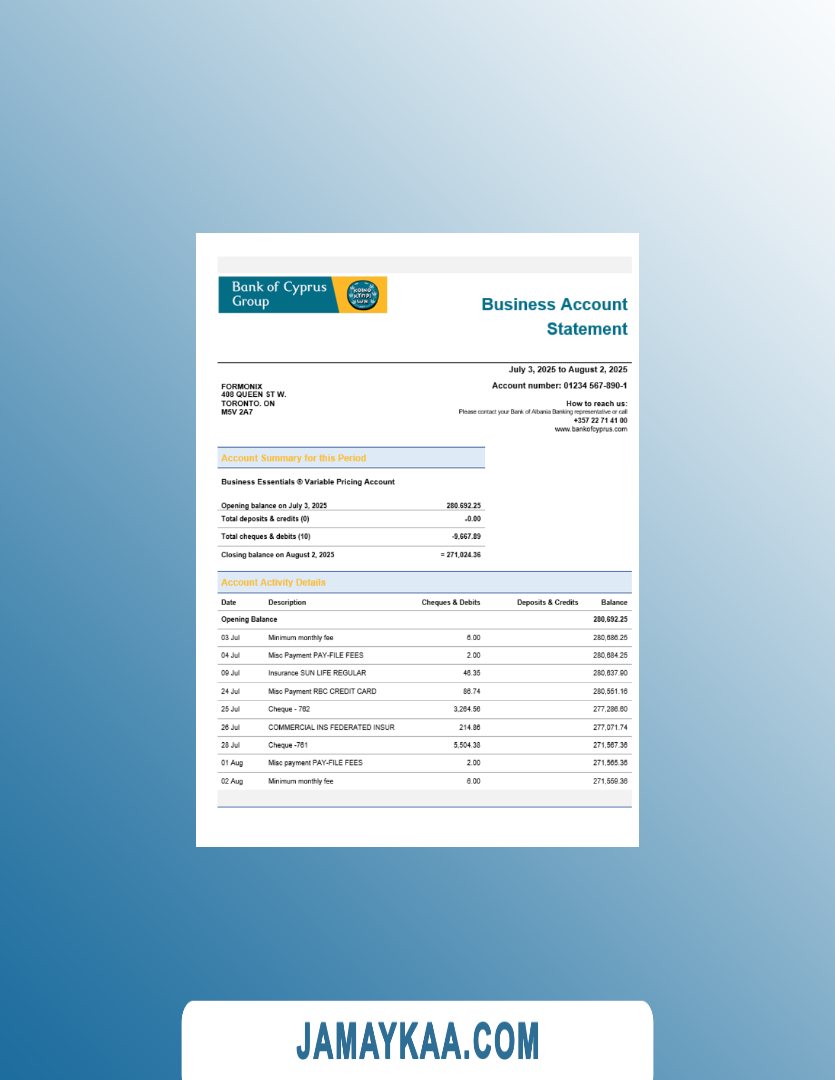 Bank of Cyprus
Group
Business Account
Statement
July 3, 2025 to August 2, 2025
Account number: 01234 567-890-1
FORMONIX
408 QUEEN ST W.
TORONTO. ON
M5V 2A7
How to reach us:
Please contact your Bank of Albania Banking representative or call
+357 22 71 41 00
www.bankofcyprus.com
Account Summary for this Period
Business Essentials ® Variable Pricing Account
Opening balance on July 3, 2025 280.692.25
Total deposits & credits (0) -0.00
Total cheques & debits (10) -9,667.89
Closing balance on August 2, 2025 = 271,024.36
Account Activity Details
Date Description Cheques & Debits Deposits & Credits Balance
Opening Balance 280,692.25
03 Jul Minimum monthly fee 6.00 280,686.25
04 Jul Misc Payment PAY-FILE FEES 2.00 280,684.25
09 Jul Insurance SUN LIFE REGULAR 46.35 280,637.90
24 Jul Misc Payment RBC CREDIT CARD 86.74 280,551.16
25 Jul Cheque - 762 3,264.56 277,286.60
26 Jul COMMERCIAL INS FEDERATED INSUR 214.86 277,071.74
28 Jul Cheque -761 5,504.38 271,567.36
01 Aug Misc payment PAY-FILE FEES 2.00 271,565.36
02 Aug Minimum monthly fee 6.00 271,559.36
JAMAYKAA.COM